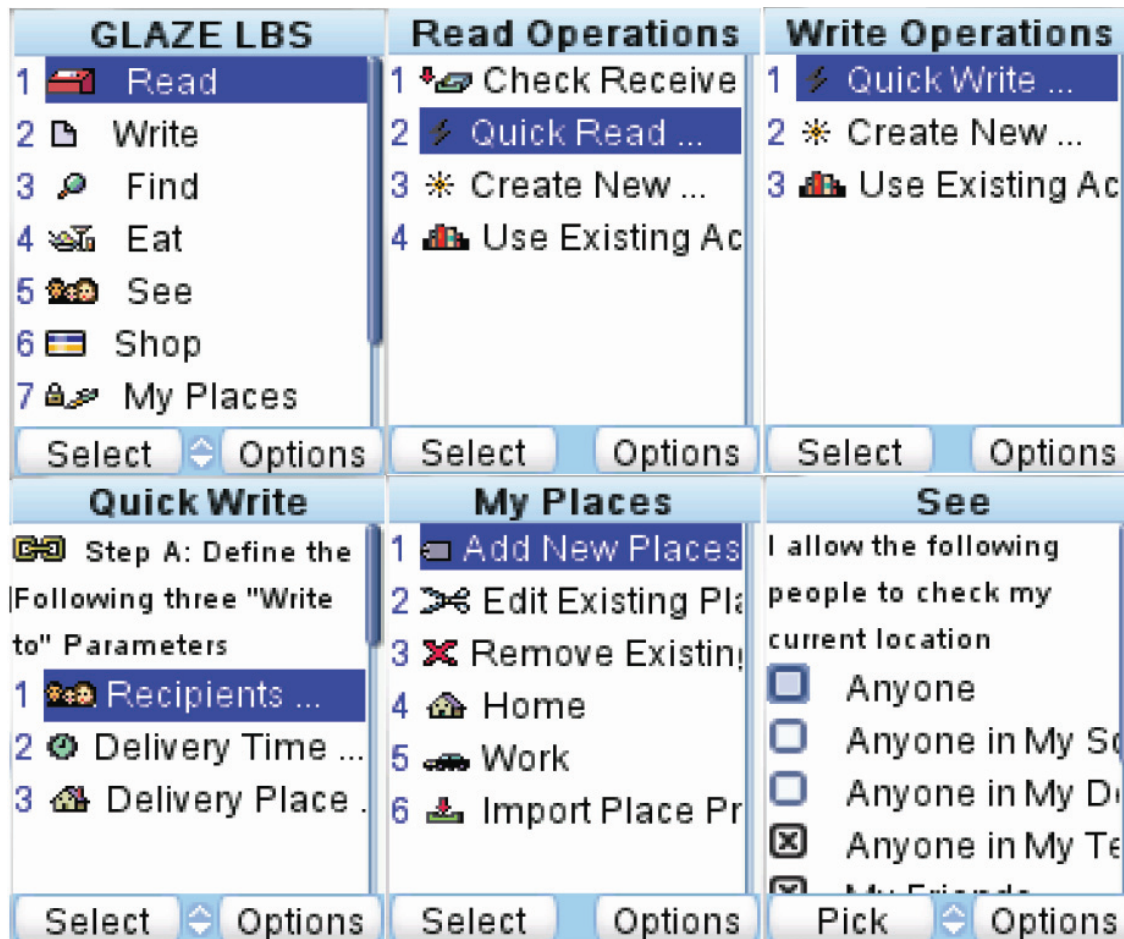 GLAZE LBS
1 Read
2 Write
3 Find
4 Eat
5 See
6 Shop
7 My Places
Select Options
Read Operations
1 Check Receive
2 Quick Read ...
3 Create New ...
4 Use Existing Ac
Select Options
Write Operations
1 Quick Write ...
2 Create New ...
3 Use Existing Ac
Select Options
Quick Write
Step A: Define the
Following three "Write
to" Parameters
1 Recipients ...
2 Delivery Time ...
3 Delivery Place .
Select Options
My Places
1 Add New Places
2 Edit Existing Pla
3 Remove Existing
4 Home
5 Work
6 Import Place Pr
Select Options
See
I allow the following
people to check my
current location
Anyone
Anyone in My Sc
Anyone in My D
Anyone in My Te
My Friends
Pick Options